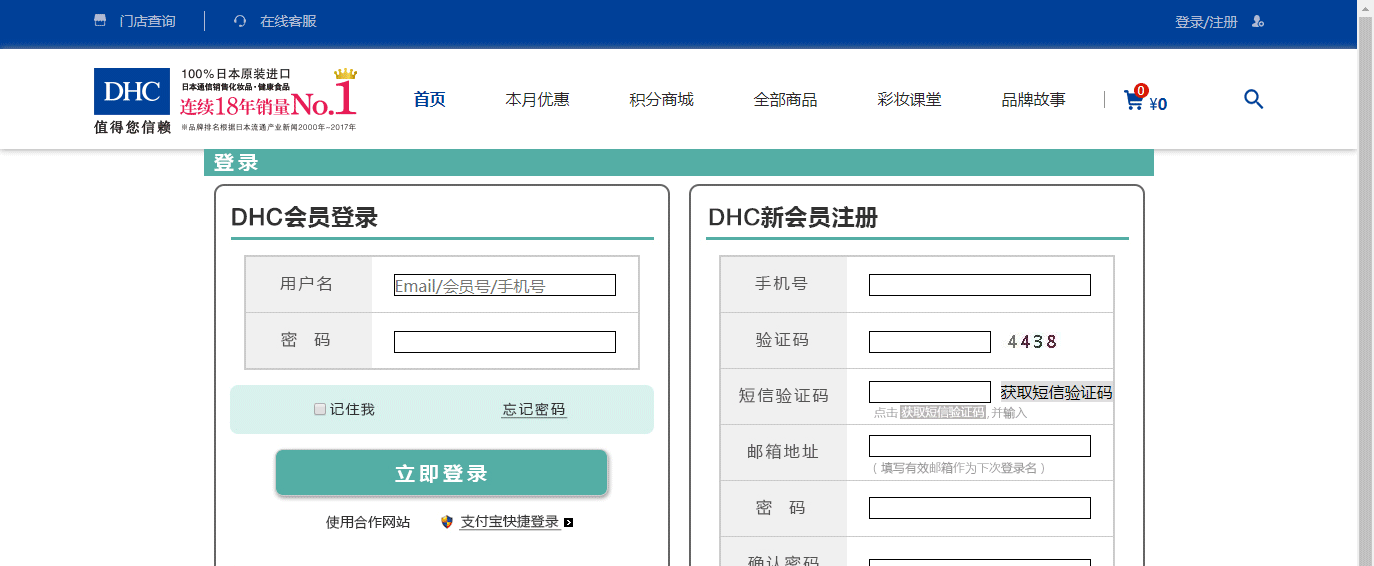 门店查询 在线客服 登录/注册
DHC 值得您信赖
100%日本原装进口
日本通信销售化妆品·健康食品
连续18年销量No.1
※品牌排名根据日本流通产业新闻2000年~2017年
首页 本月优惠 积分商城 全部商品 彩妆课堂 品牌故事 0 ¥0
登录
DHC会员登录
用户名 Email/会员号/手机号
密 码
记住我 忘记密码
立即登录
使用合作网站 支付宝快捷登录
DHC新会员注册
手机号
验证码 4438
短信验证码 获取短信验证码
点击 获取短信验证码 , 并输入
邮箱地址
（ 填写有效邮箱作为下次登录名 ）
密 码
确认密码